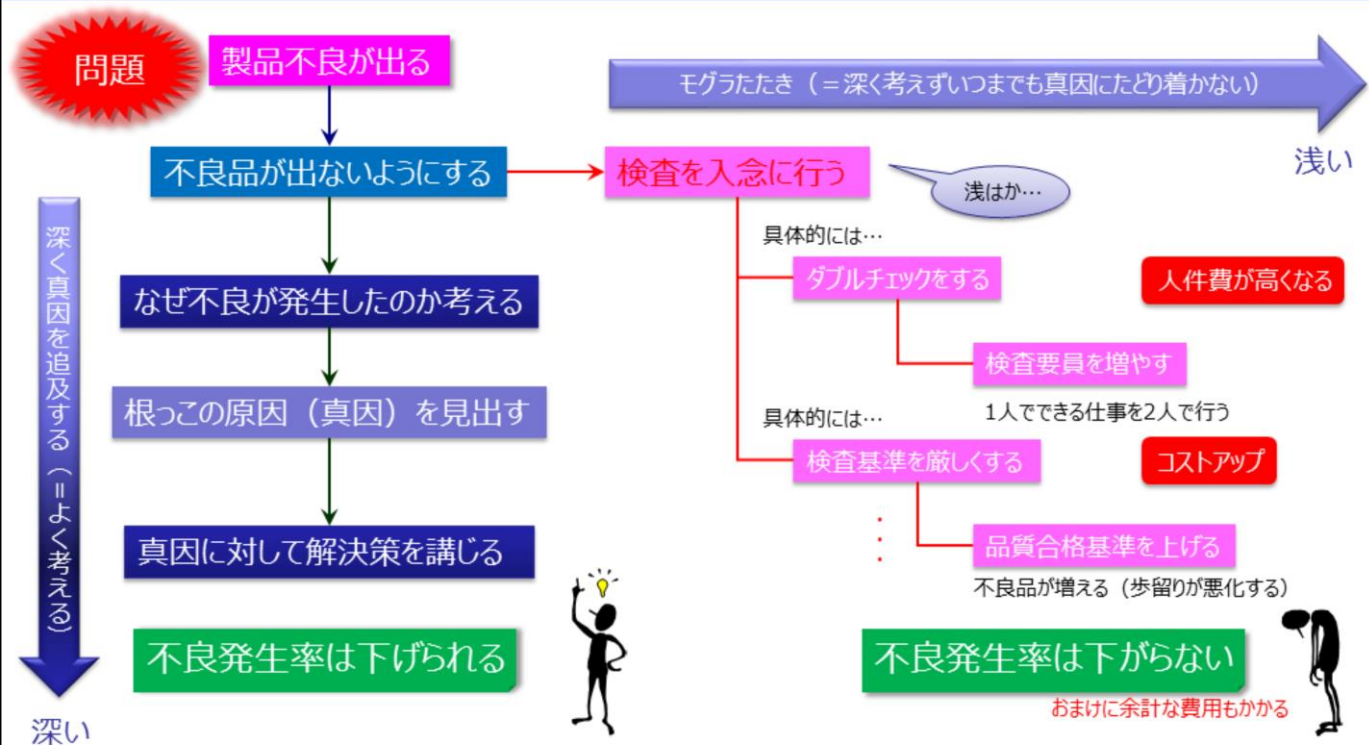 問題
製品不良が出る
モグラたたき（＝深く考えずいつまでも真因にたどり着かない）
浅い
不良品が出ないようにする
検査を入念に行う
浅はか…
深く真因を追及する（＝よく考える）
深い
なぜ不良が発生したのか考える
根っこの原因（真因）を見出す
真因に対して解決策を講じる
不良発生率は下げられる
具体的には…
ダブルチェックをする
人件費が高くなる
検査要員を増やす
1人でできる仕事を2人で行う
具体的には…
検査基準を厳しくする
コストアップ
品質合格基準を上げる
不良品が増える（歩留りが悪化する）
不良発生率は下がらない
おまけに余計な費用もかかる